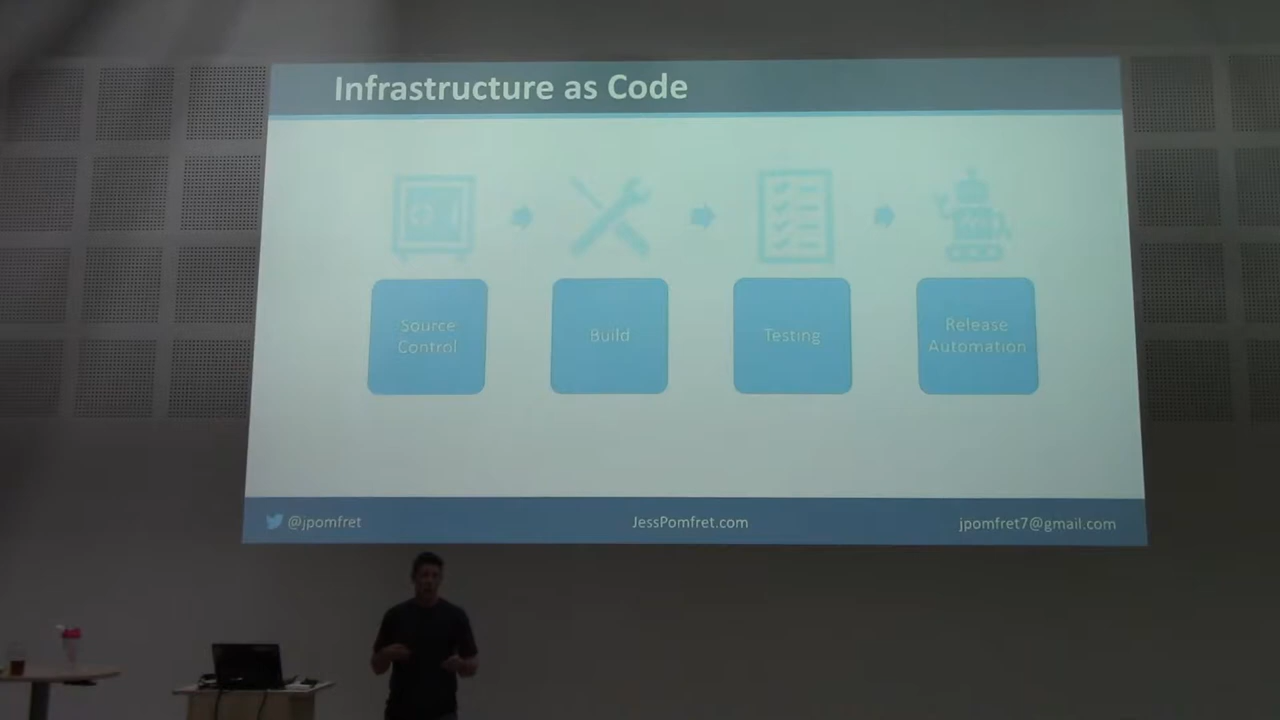 Infrastructure as Code
Source
Control
Build
Testing
Release
Automation
@jpomfret
JessPomfret.com
jpomfret7@gmail.com